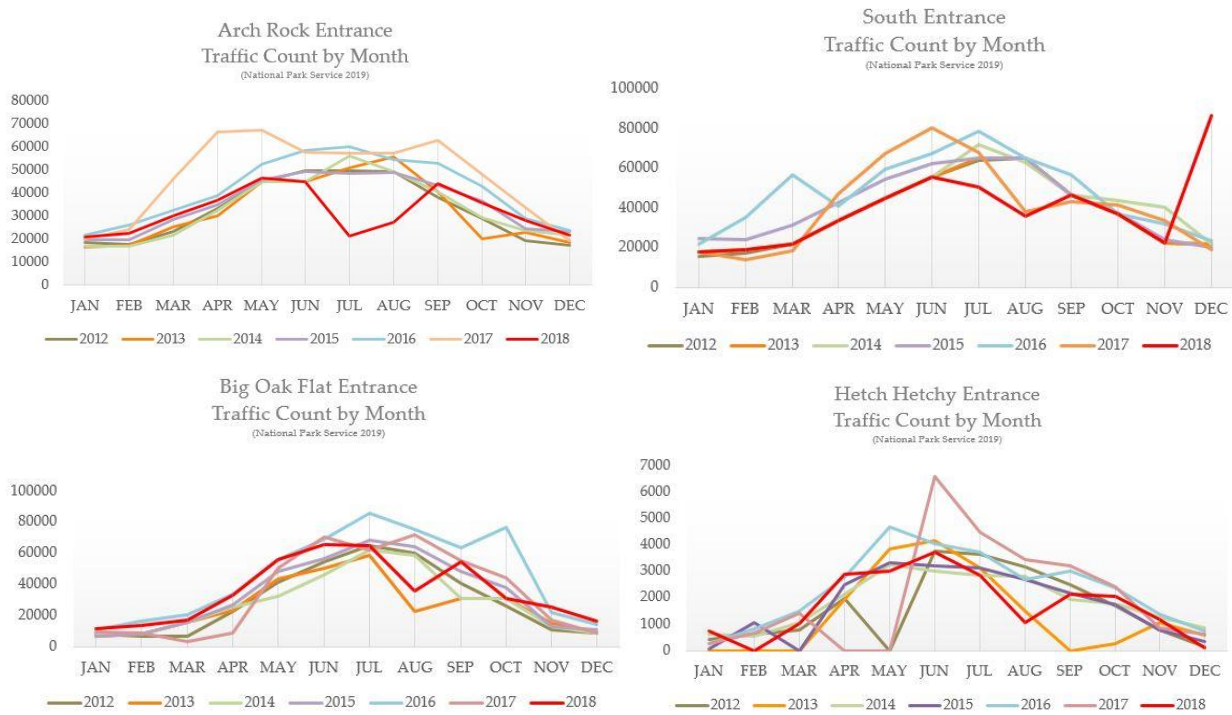 Arch Rock Entrance
Traffic Count by Month
(National Park Service 2019)
80000
70000
60000
50000
40000
30000
20000
10000
0
JAN FEB MAR APR MAY JUN JUL AUG SEP OCT NOV DEC
2012 2013 2014 2015 2016 2017 2018
South Entrance
Traffic Count by Month
(National Park Service 2019)
100000
80000
60000
40000
20000
0
JAN FEB MAR APR MAY JUN JUL AUG SEP OCT NOV DEC
2012 2013 2014 2015 2016 2017 2018
Big Oak Flat Entrance
Traffic Count by Month
(National Park Service 2019)
100000
80000
60000
40000
20000
0
JAN FEB MAR APR MAY JUN JUL AUG SEP OCT NOV DEC
2012 2013 2014 2015 2016 2017 2018
Hetch Hetchy Entrance
Traffic Count by Month
(National Park Service 2019)
7000
6000
5000
4000
3000
2000
1000
0
JAN FEB MAR APR MAY JUN JUL AUG SEP OCT NOV DEC
2012 2013 2014 2015 2016 2017 2018